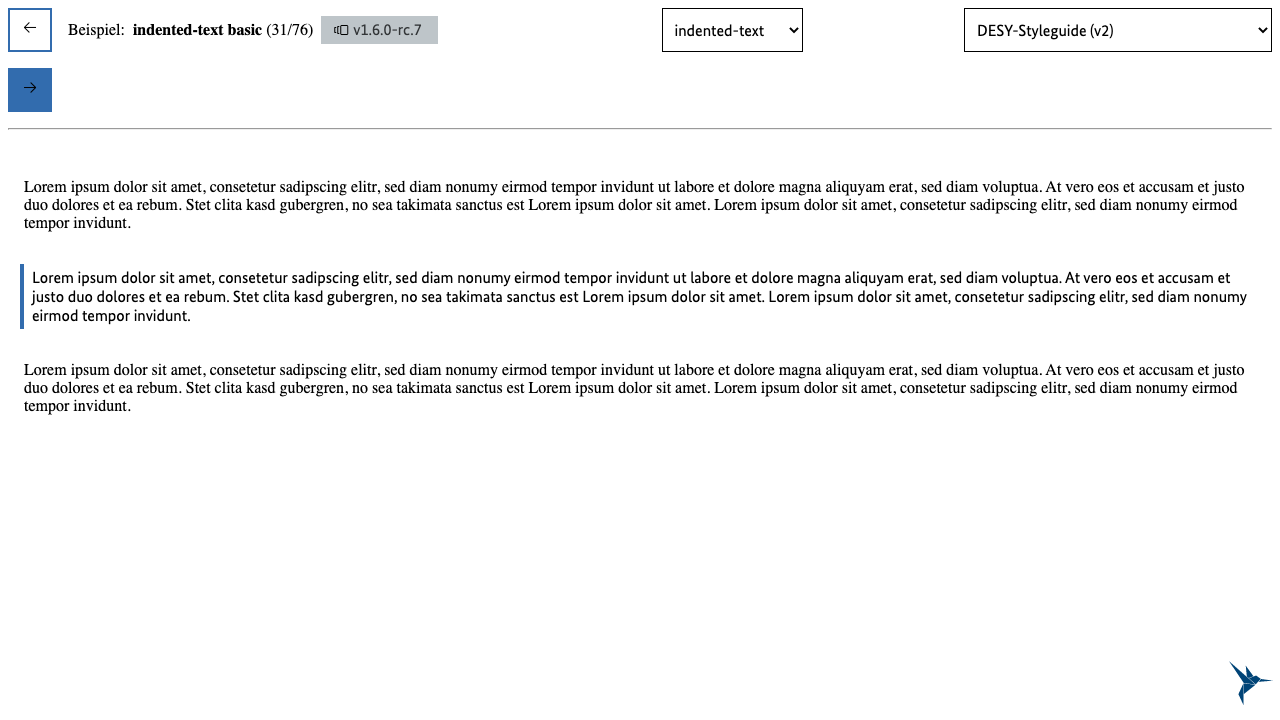 Beispiel: indented-text basic (31/76) v1.6.0-rc.7 indented-text DESY-Styleguide (v2)
Lorem ipsum dolor sit amet, consetetur sadipscing elitr, sed diam nonumy eirmod tempor invidunt ut labore et dolore magna aliquyam erat, sed diam voluptua. At vero eos et accusam et justo
duo dolores et ea rebum. Stet clita kasd gubergren, no sea takimata sanctus est Lorem ipsum dolor sit amet. Lorem ipsum dolor sit amet, consetetur sadipscing elitr, sed diam nonumy eirmod
tempor invidunt.
Lorem ipsum dolor sit amet, consetetur sadipscing elitr, sed diam nonumy eirmod tempor invidunt ut labore et dolore magna aliquyam erat, sed diam voluptua. At vero eos et accusam et
justo duo dolores et ea rebum. Stet clita kasd gubergren, no sea takimata sanctus est Lorem ipsum dolor sit amet. Lorem ipsum dolor sit amet, consetetur sadipscing elitr, sed diam nonumy
eirmod tempor invidunt.
Lorem ipsum dolor sit amet, consetetur sadipscing elitr, sed diam nonumy eirmod tempor invidunt ut labore et dolore magna aliquyam erat, sed diam voluptua. At vero eos et accusam et justo
duo dolores et ea rebum. Stet clita kasd gubergren, no sea takimata sanctus est Lorem ipsum dolor sit amet. Lorem ipsum dolor sit amet, consetetur sadipscing elitr, sed diam nonumy eirmod
tempor invidunt.